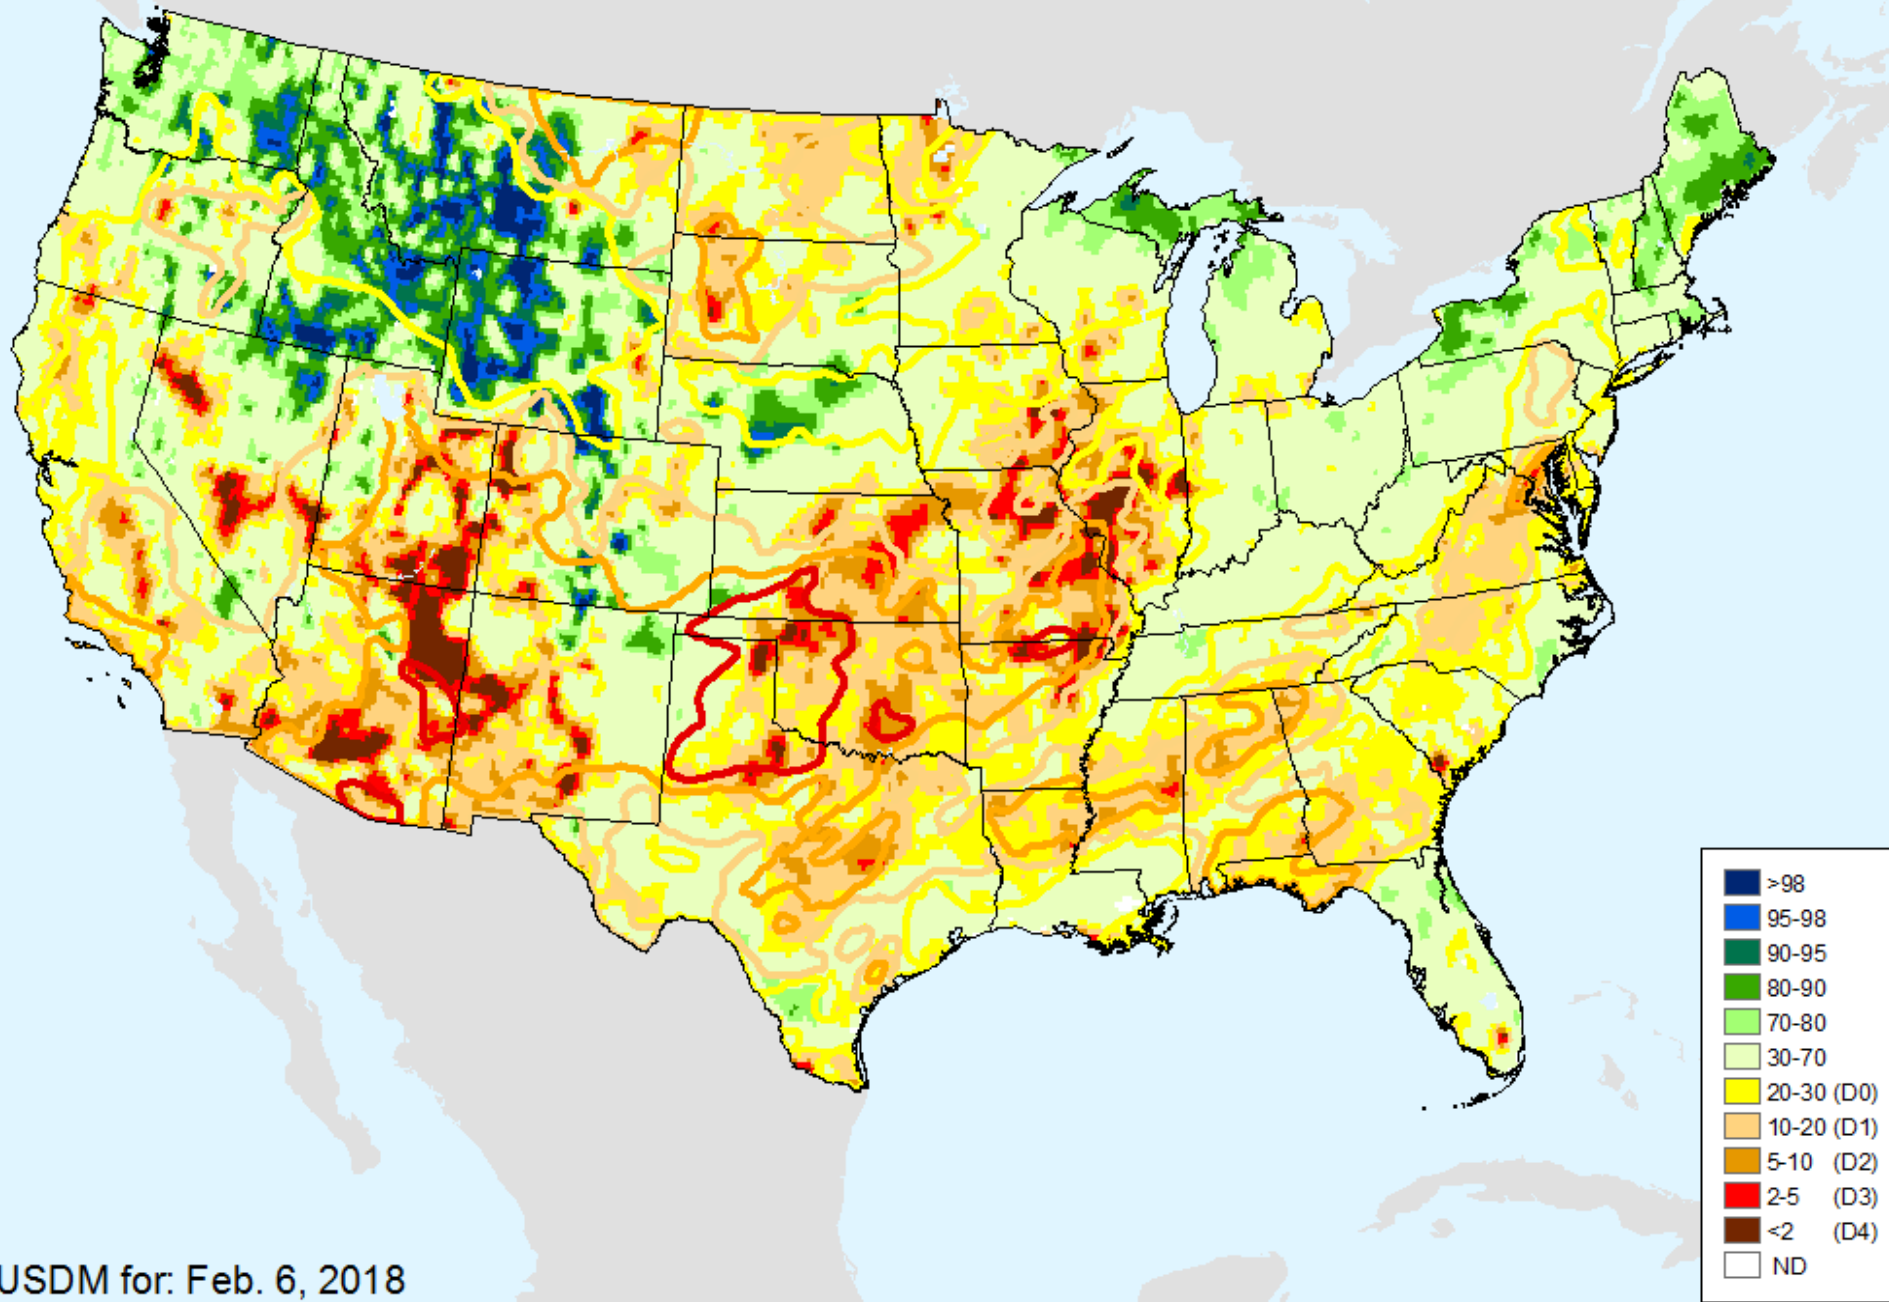 >98
95-98
90-95
80-90
70-80
30-70
20-30 (D0)
10-20 (D1)
5-10 (D2)
2-5 (D3)
<2 (D4)
ND
USDM for: Feb. 6, 2018